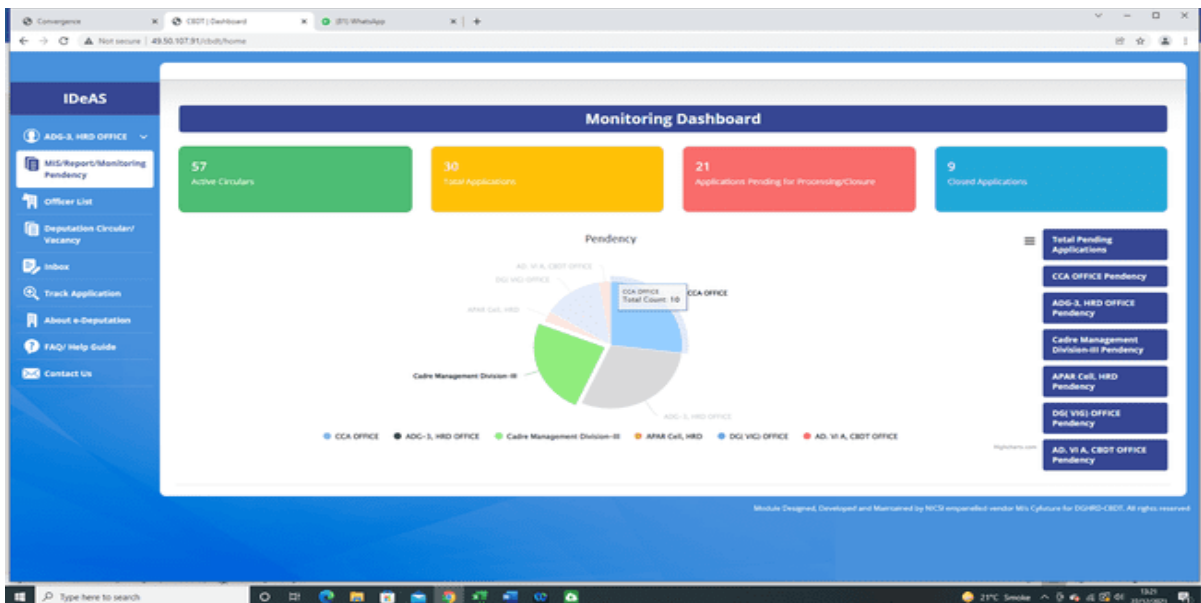 Convergence
CBDT | Dashboard
(81) WhatsApp
Not secure
49.50.107.91/cbdt/home
IDeAS
ADG-3, HRD OFFICE
MIS/Report/Monitoring
Pendency
Officer List
Deputation Circular/
Vacancy
Inbox
Track Application
About e-Deputation
FAQ/ Help Guide
Contact Us
Monitoring Dashboard
57
Active Circulars
30
Total Applications
21
Applications Pending for Processing/Closure
9
Closed Applications
Pendency
AD. VI A, CBDT OFFICE
DG( VIG) OFFICE
APAR Cell, HRD
Cadre Management Division-III
CCA OFFICE
Total Count: 10
CCA OFFICE
ADG-3, HRD OFFICE
CCA OFFICE
ADG-3, HRD OFFICE
Cadre Management Division-III
APAR Cell, HRD
DG( VIG) OFFICE
AD. VI A, CBDT OFFICE
Highcharts.com
Total Pending
Applications
CCA OFFICE Pendency
ADG-3, HRD OFFICE
Pendency
Cadre Management
Division-III Pendency
APAR Cell, HRD
Pendency
DG( VIG) OFFICE
Pendency
AD. VI A, CBDT OFFICE
Pendency
Module Designed, Developed and Maintained by NICSI empanelled vendor M/s Cyfuture for DGHRD-CBDT. All rights reserved
Type here to search
21°C Smoke
13:21